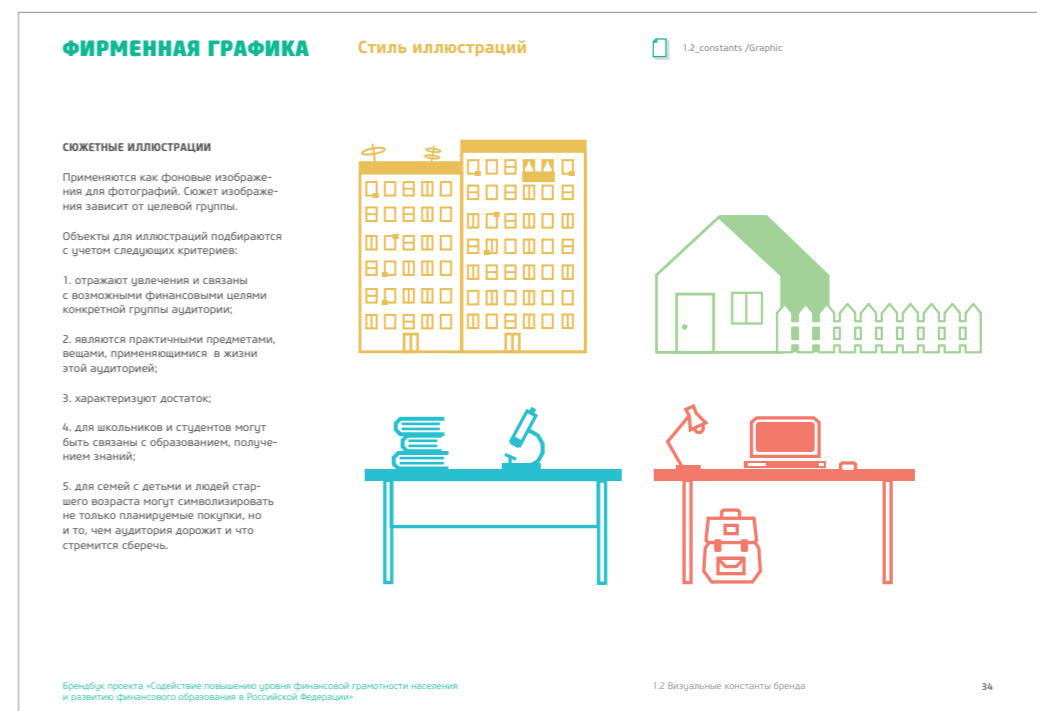 ФИРМЕННАЯ ГРАФИКА
Стиль иллюстраций
1.2_constants /Graphic
СЮЖЕТНЫЕ ИЛЛЮСТРАЦИИ
Применяются как фоновые изображе-
ния для фотографий. Сюжет изображе-
ния зависит от целевой группы.
Объекты для иллюстраций подбираются
с учетом следующих критериев:
1. отражают увлечения и связаны
с возможными финансовыми целями
конкретной группы аудитории;
2. являются практичными предметами,
вещами, применяющимися в жизни
этой аудиторией;
3. характеризуют достаток;
4. для школьников и студентов могут
быть связаны с образованием, получе-
нием знаний;
5. для семей с детьми и людей стар-
шего возраста могут символизировать
не только планируемые покупки, но
и то, чем аудитория дорожит и что
стремится сберечь.
Брендбук проекта «Содействие повышению уровня финансовой грамотности населения
и развитию финансового образования в Российской Федерации»
1.2 Визуальные константы бренда
34